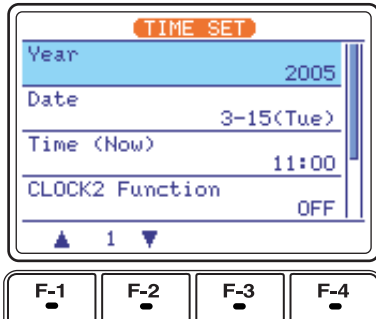 TIME SET
Year
2005
Date
3-15(Tue)
Time (Now)
11:00
CLOCK2 Function
OFF
▲ 1 ▼
F-1 F-2 F-3 F-4